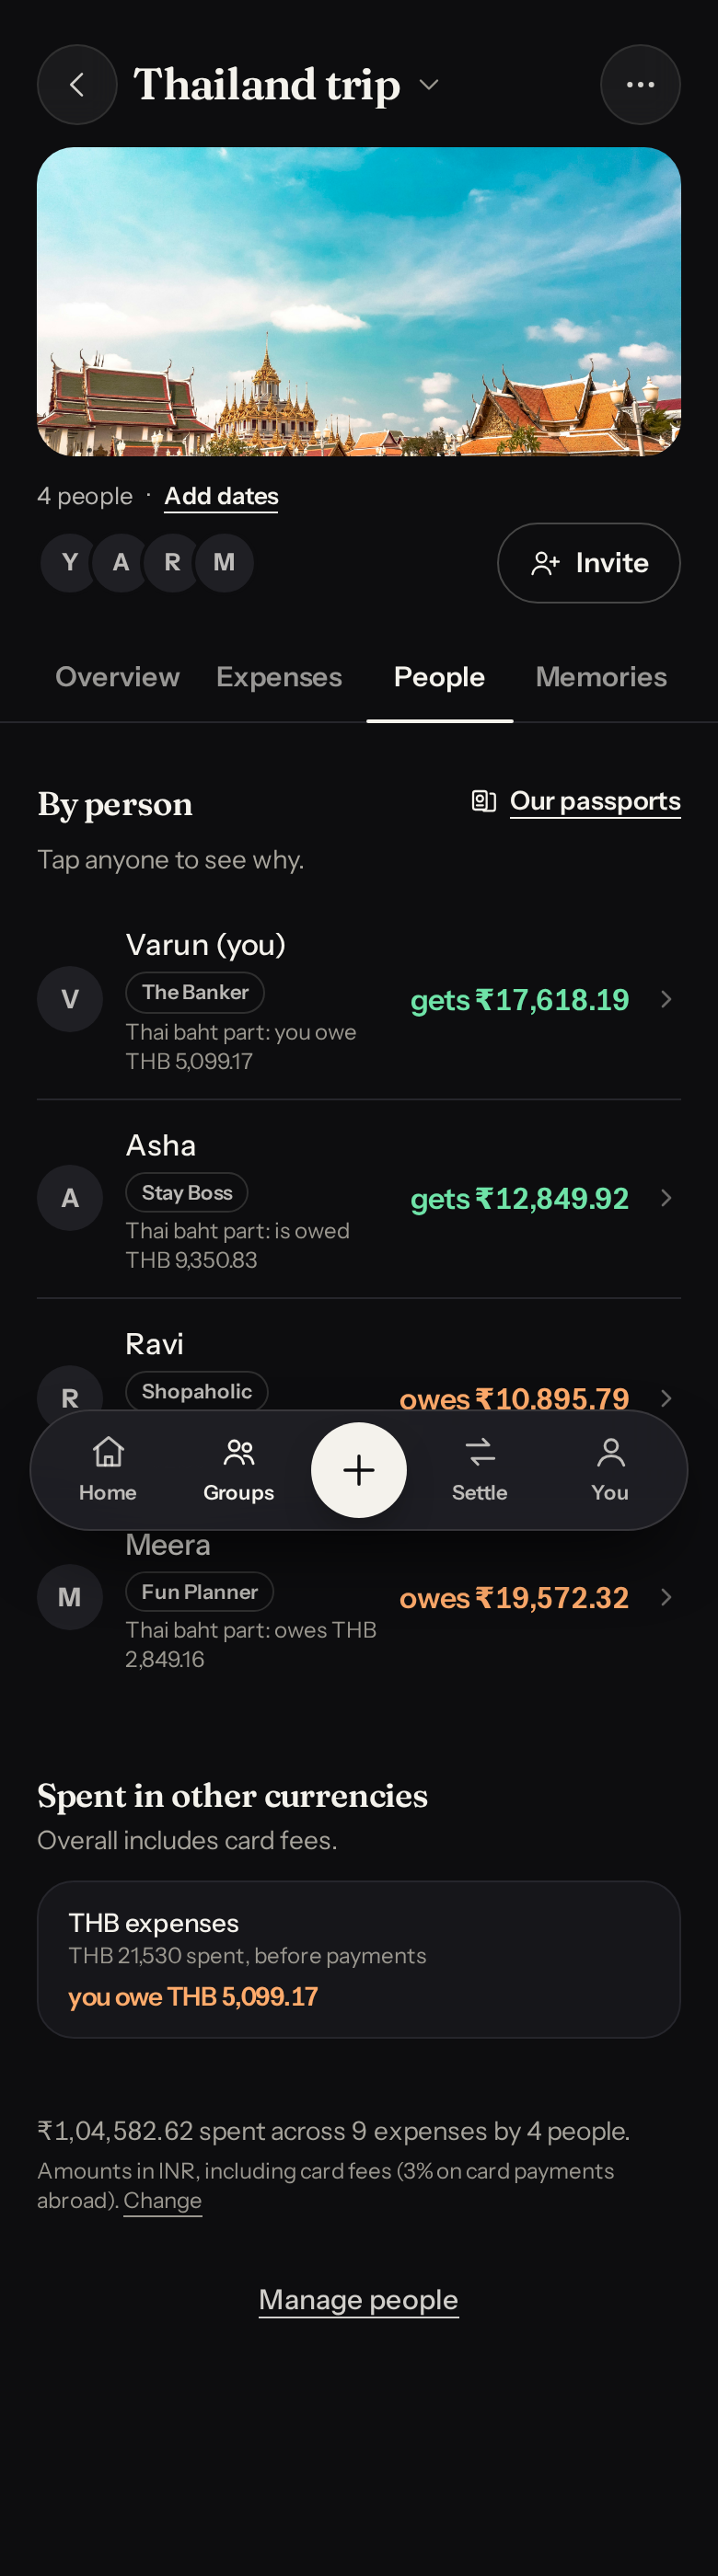 Thailand trip
4 people · Add dates
Y A R M
Invite
Overview Expenses People Memories
By person
Our passports
Tap anyone to see why.
Varun (you)
V
The Banker
gets ₹17,618.19
Thai baht part: you owe
THB 5,099.17
Asha
A
Stay Boss
gets ₹12,849.92
Thai baht part: is owed
THB 9,350.83
Ravi
R
Shopaholic
owes ₹10,895.79
Home Groups Settle You
Meera
M
Fun Planner
owes ₹19,572.32
Thai baht part: owes THB
2,849.16
Spent in other currencies
Overall includes card fees.
THB expenses
THB 21,530 spent, before payments
you owe THB 5,099.17
₹1,04,582.62 spent across 9 expenses by 4 people.
Amounts in INR, including card fees (3% on card payments
abroad). Change
Manage people